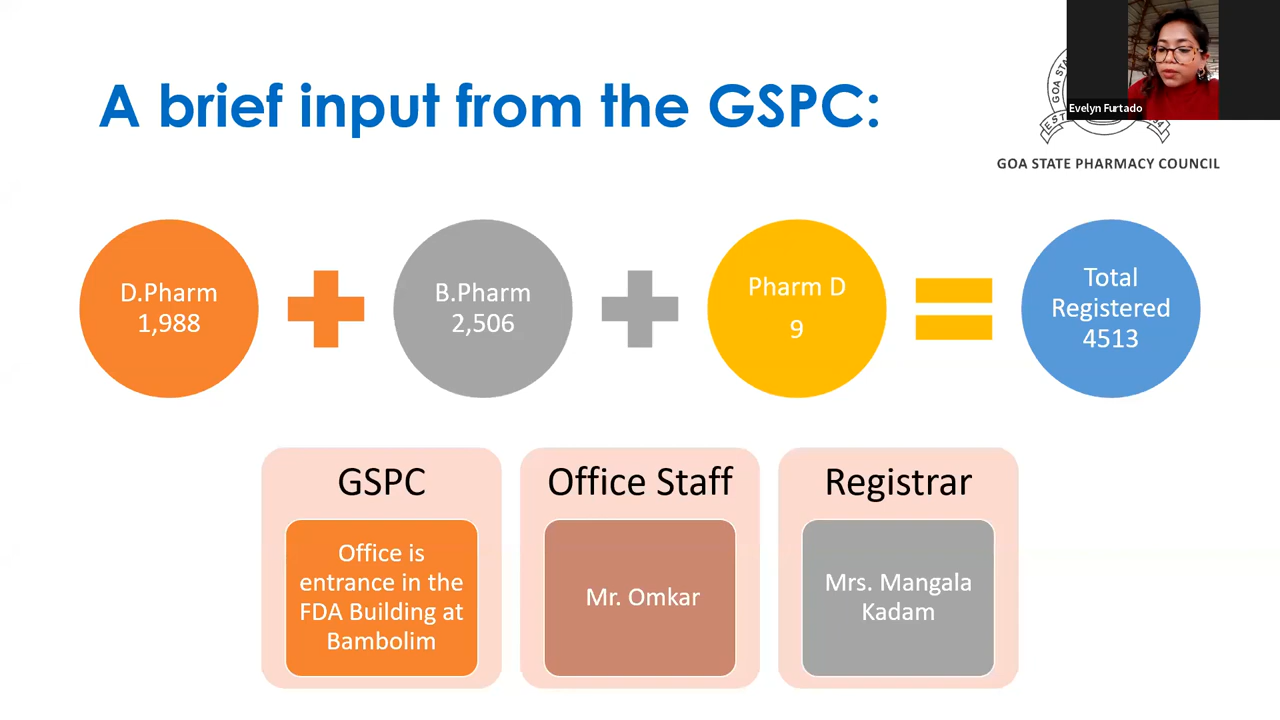 A brief input from the GSPC:
Evelyn Furtado
GOA STATE PHARMACY COUNCIL
D.Pharm
1,988
B.Pharm
2,506
Pharm D
9
Total
Registered
4513
GSPC
Office is
entrance in the
FDA Building at
Bambolim
Office Staff
Mr. Omkar
Registrar
Mrs. Mangala
Kadam